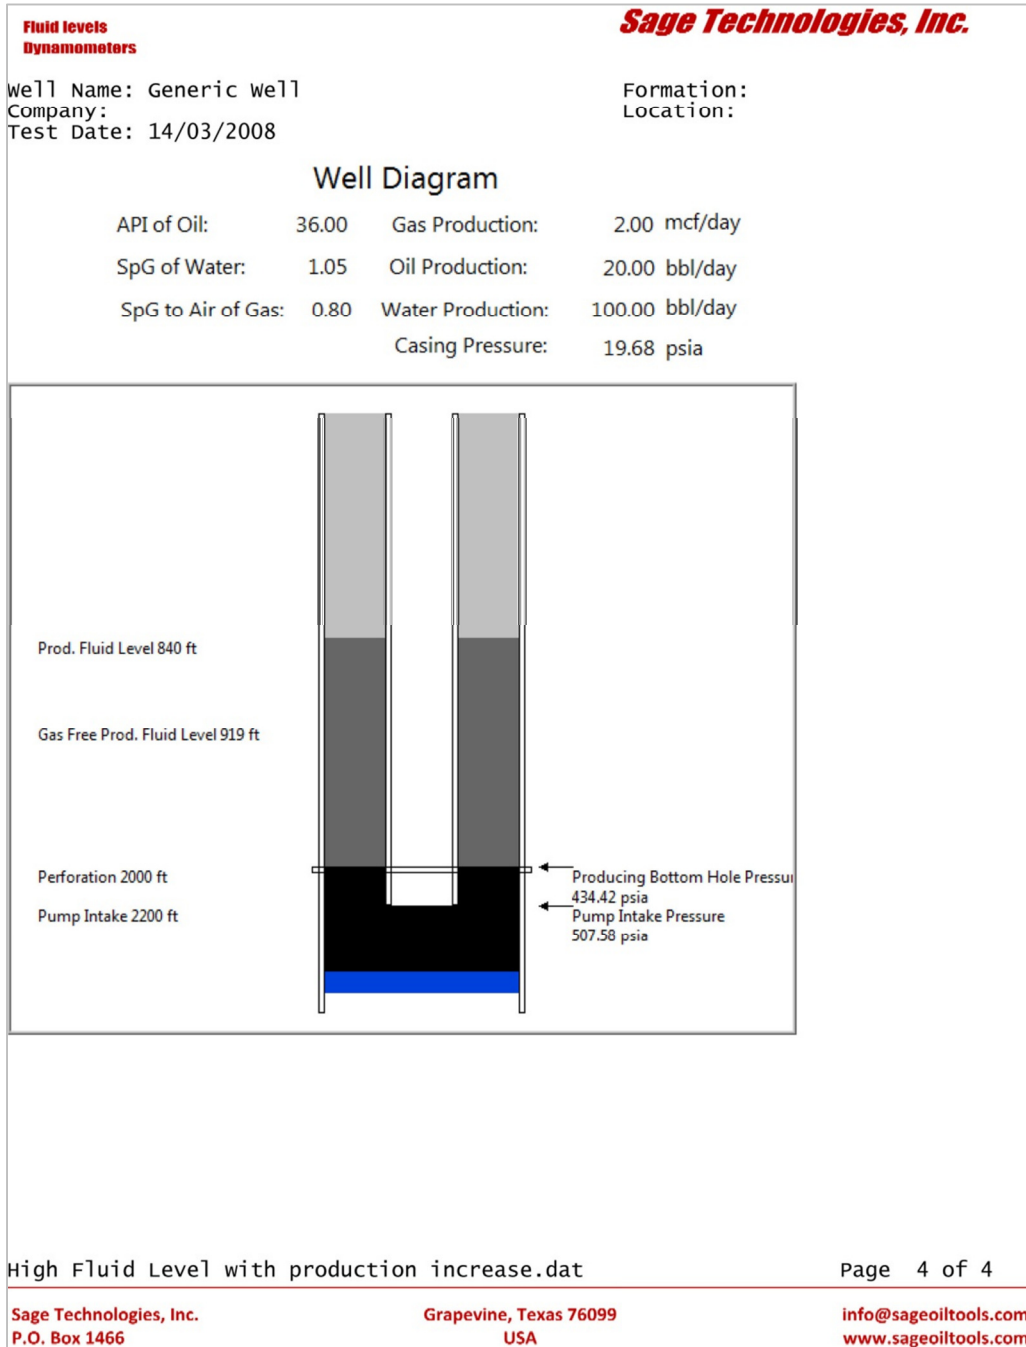 Fluid levels
Dynamometers
Sage Technologies, Inc.
Well Name: Generic Well
Company:
Test Date: 14/03/2008
Formation:
Location:
Well Diagram
API of Oil: 36.00 Gas Production: 2.00 mcf/day
SpG of Water: 1.05 Oil Production: 20.00 bbl/day
SpG to Air of Gas: 0.80 Water Production: 100.00 bbl/day
Casing Pressure: 19.68 psia
Prod. Fluid Level 840 ft
Gas Free Prod. Fluid Level 919 ft
Perforation 2000 ft
Pump Intake 2200 ft
Producing Bottom Hole Pressu
434.42 psia
Pump Intake Pressure
507.58 psia
High Fluid Level with production increase.dat
Page 4 of 4
Sage Technologies, Inc.
P.O. Box 1466
Grapevine, Texas 76099
USA
info@sageoiltools.com
www.sageoiltools.com